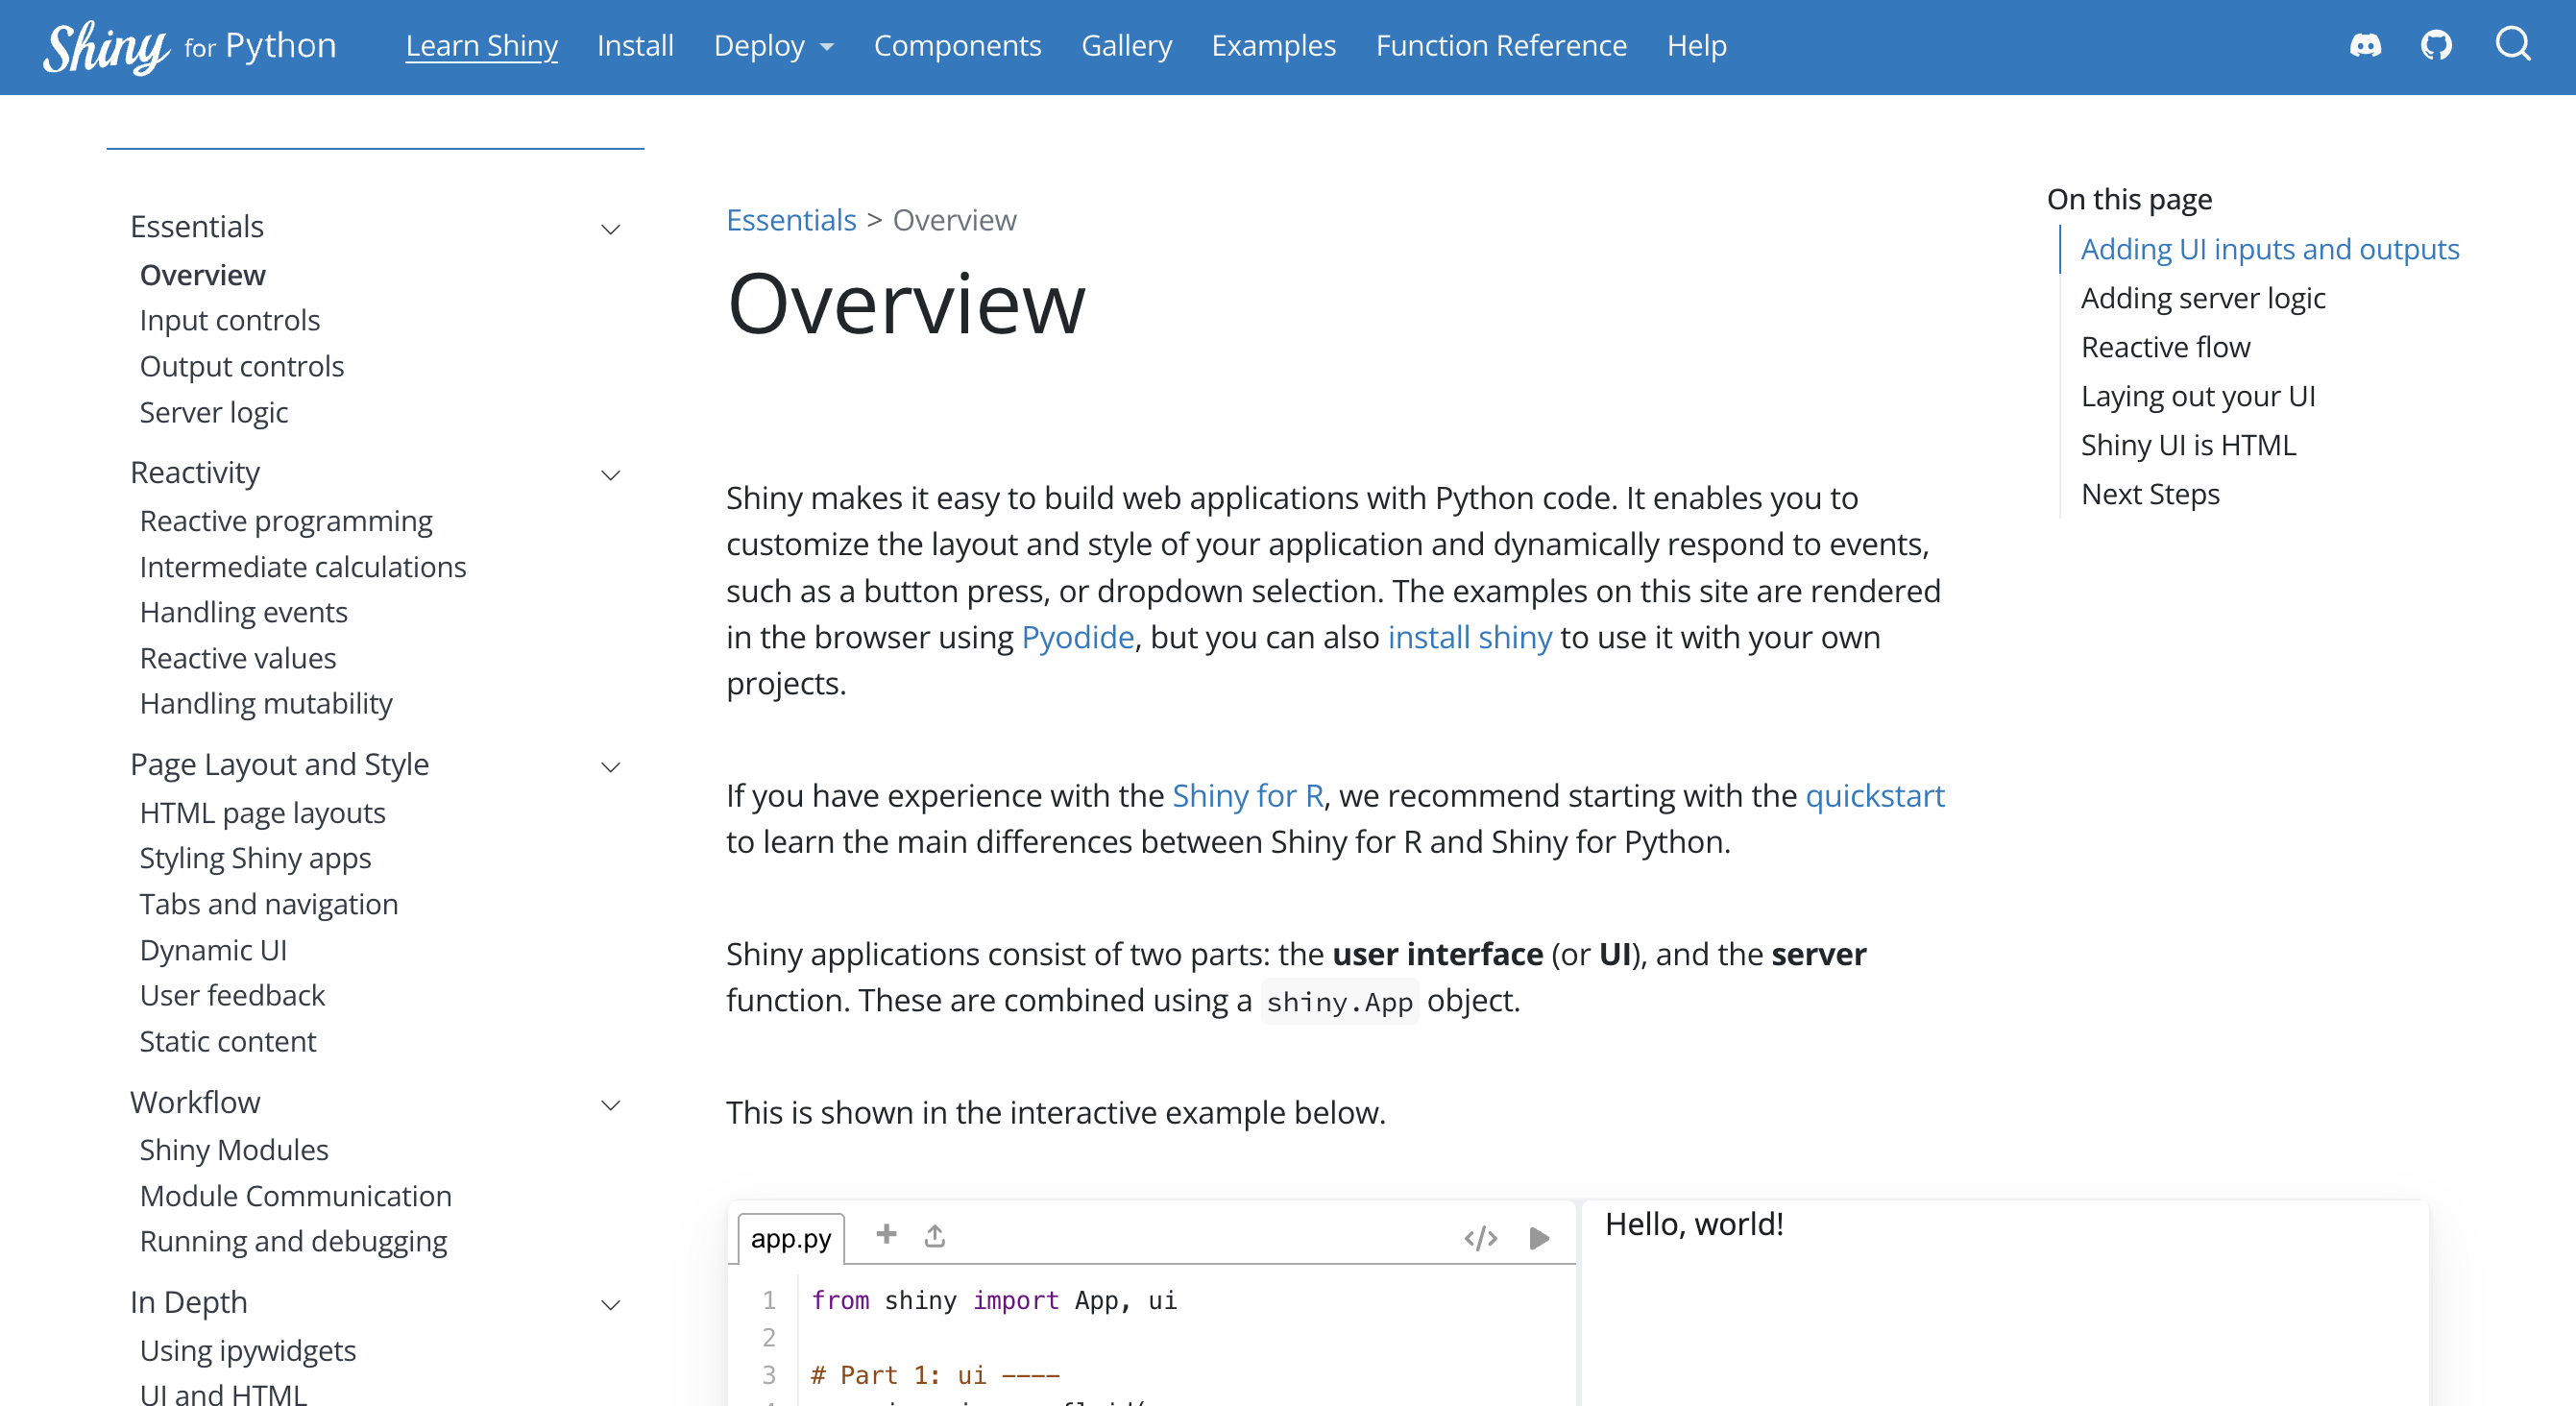 Shiny for Python
Learn Shiny
Install
Deploy
Components
Gallery
Examples
Function Reference
Help
Essentials
Overview
Input controls
Output controls
Server logic
Reactivity
Reactive programming
Intermediate calculations
Handling events
Reactive values
Handling mutability
Page Layout and Style
HTML page layouts
Styling Shiny apps
Tabs and navigation
Dynamic UI
User feedback
Static content
Workflow
Shiny Modules
Module Communication
Running and debugging
In Depth
Using ipywidgets
UI and HTML
Essentials > Overview
Overview
Shiny makes it easy to build web applications with Python code. It enables you to
customize the layout and style of your application and dynamically respond to events,
such as a button press, or dropdown selection. The examples on this site are rendered
in the browser using Pyodide, but you can also install shiny to use it with your own
projects.
If you have experience with the Shiny for R, we recommend starting with the quickstart
to learn the main differences between Shiny for R and Shiny for Python.
Shiny applications consist of two parts: the user interface (or UI), and the server
function. These are combined using a shiny.App object.
This is shown in the interactive example below.
app.py
1 from shiny import App, ui
2
3 # Part 1: ui ----
Hello, world!
On this page
Adding UI inputs and outputs
Adding server logic
Reactive flow
Laying out your UI
Shiny UI is HTML
Next Steps